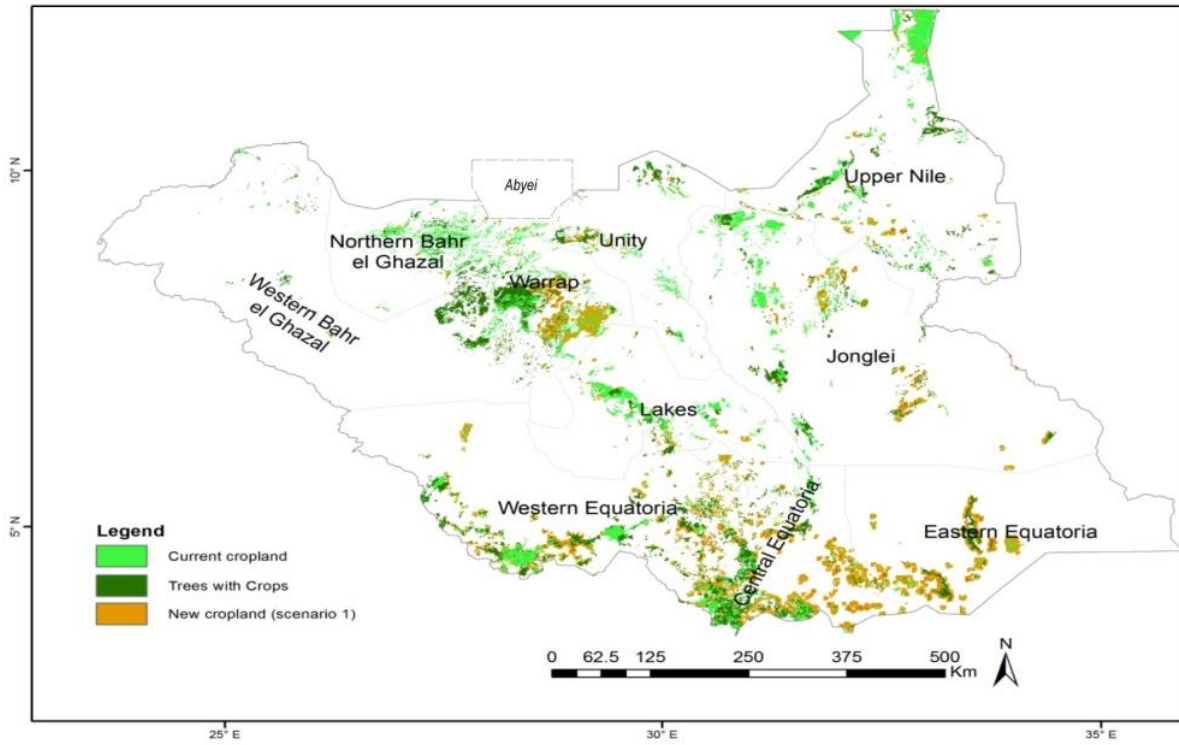 10° N
Abyei
Upper Nile
Northern Bahr
el Ghazal
Unity
Western Bahr
el Ghazal
Warrap
Jonglei
Lakes
Western Equatoria
Central Equatoria
Eastern Equatoria
5° N
Legend
Current cropland
Trees with Crops
New cropland (scenario 1)
0 62.5 125 250 375 500
Km
N
25° E 30° E 35° E